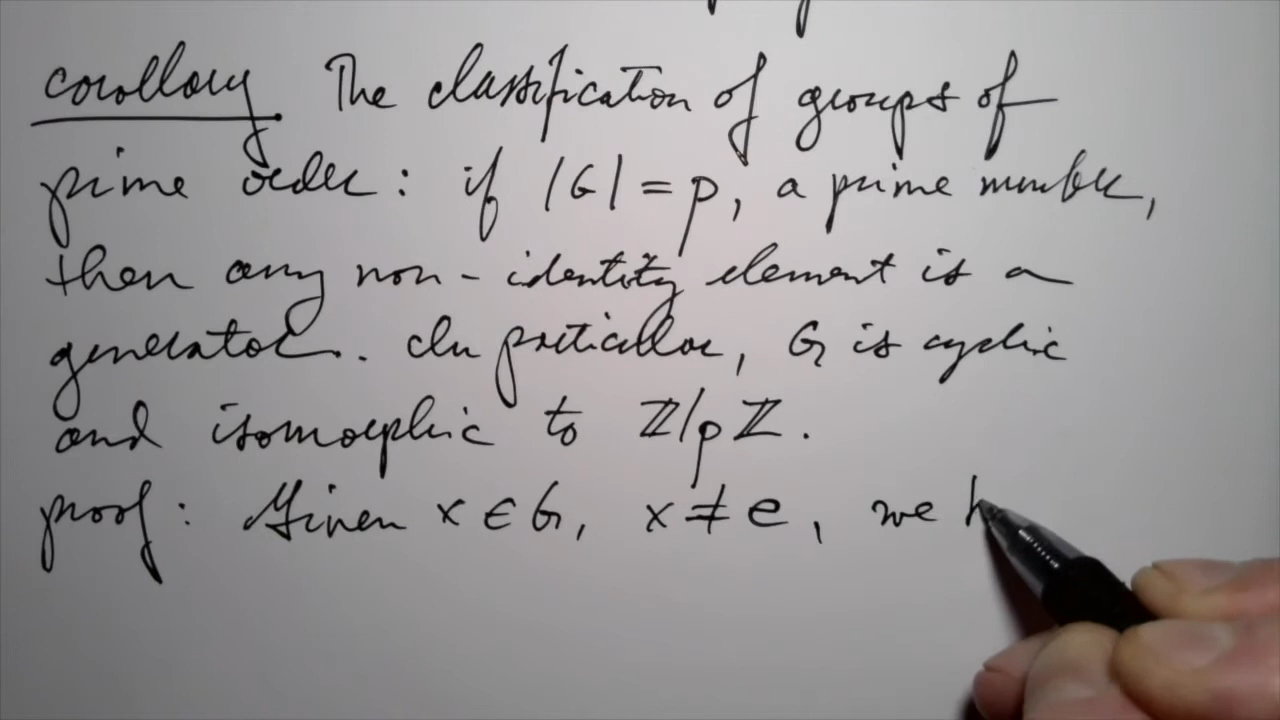 corollary The classification of groups of
prime order: if |G| = p, a prime number,
then any non-identity element is a
generator. In particular, G is cyclic
and isomorphic to ℤ/pℤ.
proof: Given x ∈ G, x ≠ e, we h